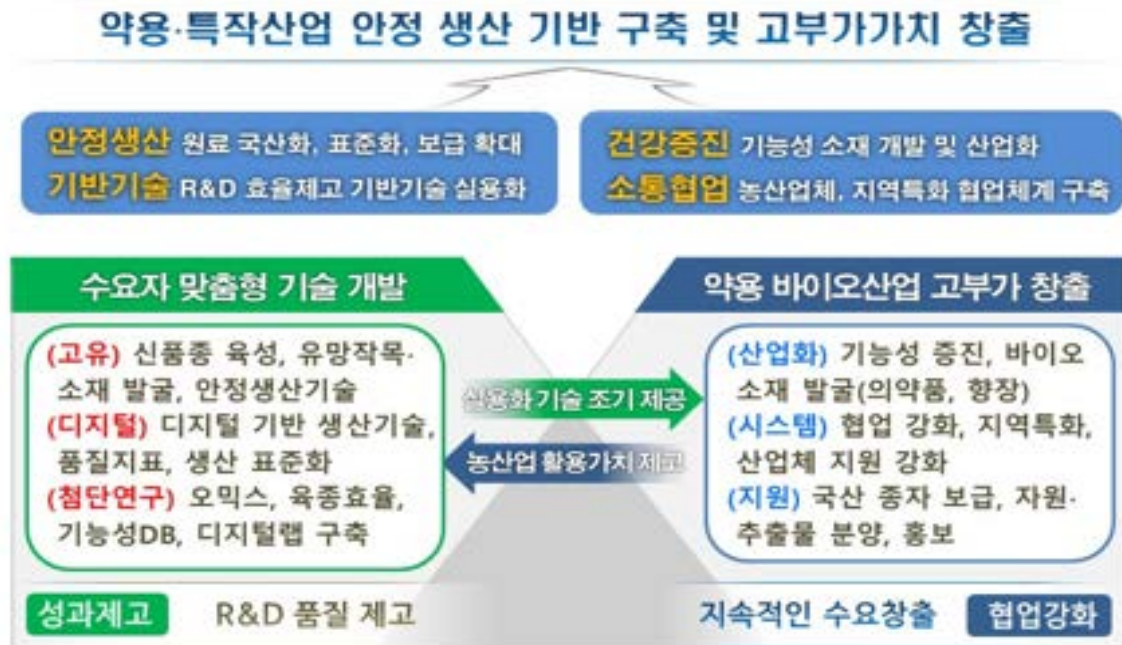 약용·특작산업 안정 생산 기반 구축 및 고부가가치 창출
안정생산 원료 국산화, 표준화, 보급 확대
기반기술 R&D 효율제고 기반기술 실용화
건강증진 기능성 소재 개발 및 산업화
소통협업 농산업체, 지역특화 협업체계 구축
수요자 맞춤형 기술 개발
(고유) 신품종 육성, 유망작목·
소재 발굴, 안정생산기술
(디지털) 디지털 기반 생산기술,
품질지표, 생산 표준화
(첨단연구) 오믹스, 육종효율,
기능성DB, 디지털랩 구축
실용화 기술 조기 제공
농산업 활용가치 제고
약용 바이오산업 고부가 창출
(산업화) 기능성 증진, 바이오
소재 발굴(의약품, 향장)
(시스템) 협업 강화, 지역특화,
산업체 지원 강화
(지원) 국산 종자 보급, 자원·
추출물 분양, 홍보
성과제고 R&D 품질 제고
지속적인 수요창출 협업강화